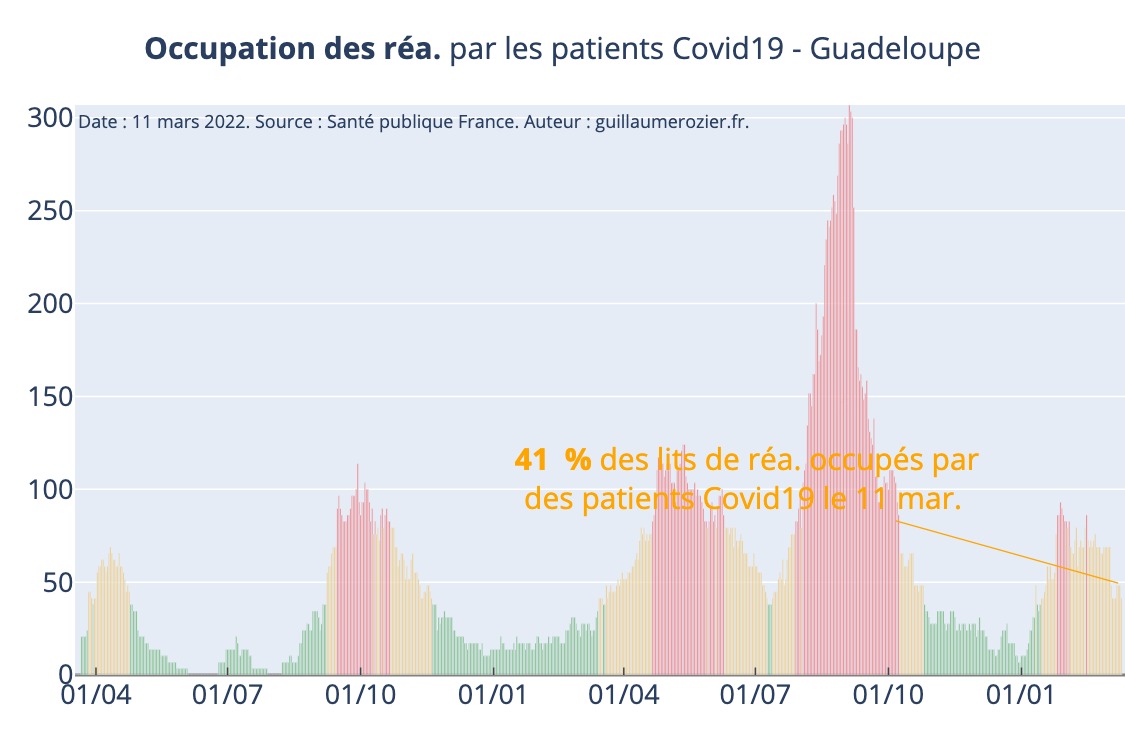 Occupation des réa. par les patients Covid19 - Guadeloupe
300
Date : 11 mars 2022. Source : Santé publique France. Auteur : guillaumerozier.fr.
250
200
150
41 % des lits de réa. occupés par
des patients Covid19 le 11 mar.
100
50
0
01/04 01/07 01/10 01/01 01/04 01/07 01/10 01/01